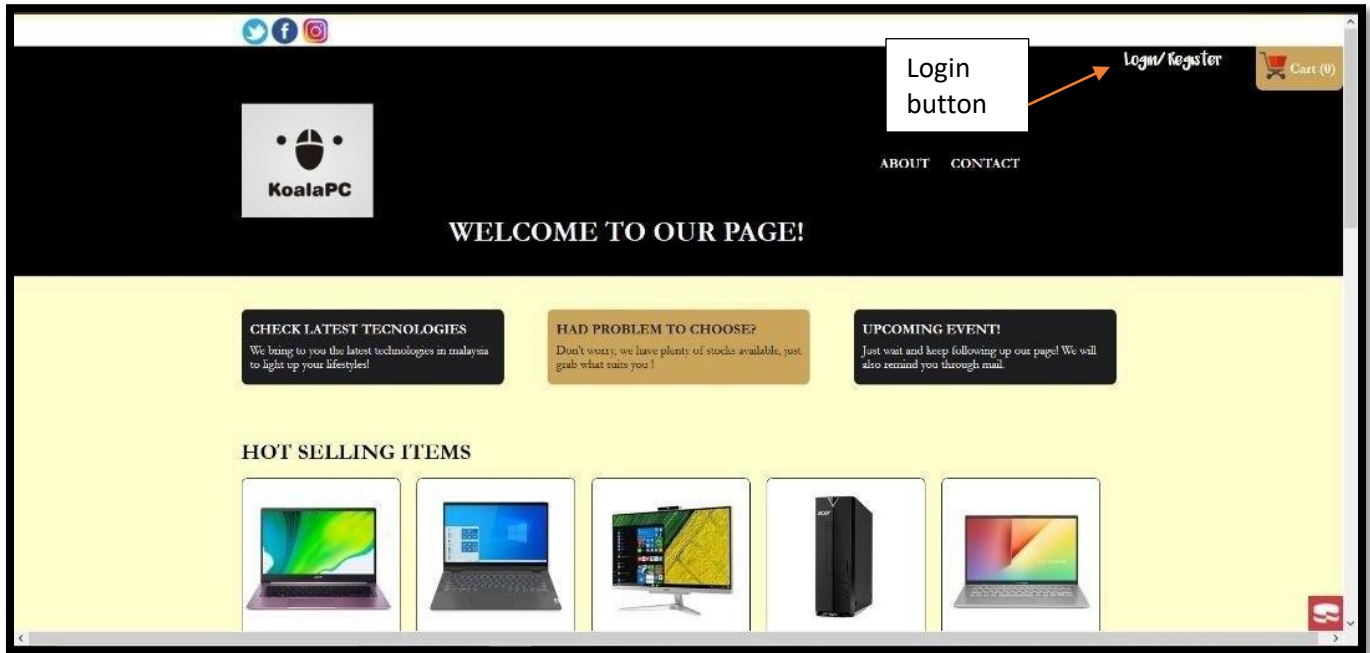 Login
button
Login/Register
Cart (0)
KoalaPC
ABOUT CONTACT
WELCOME TO OUR PAGE!
CHECK LATEST TECNOLOGIES
We bring to you the latest technologies in malaysia
to light up your lifestyles!
HAD PROBLEM TO CHOOSE?
Don't worry, we have plenty of stocks available, just
grab what suits you !
UPCOMING EVENT!
Just wait and keep following up our page! We will
also remind you through mail.
HOT SELLING ITEMS
acer